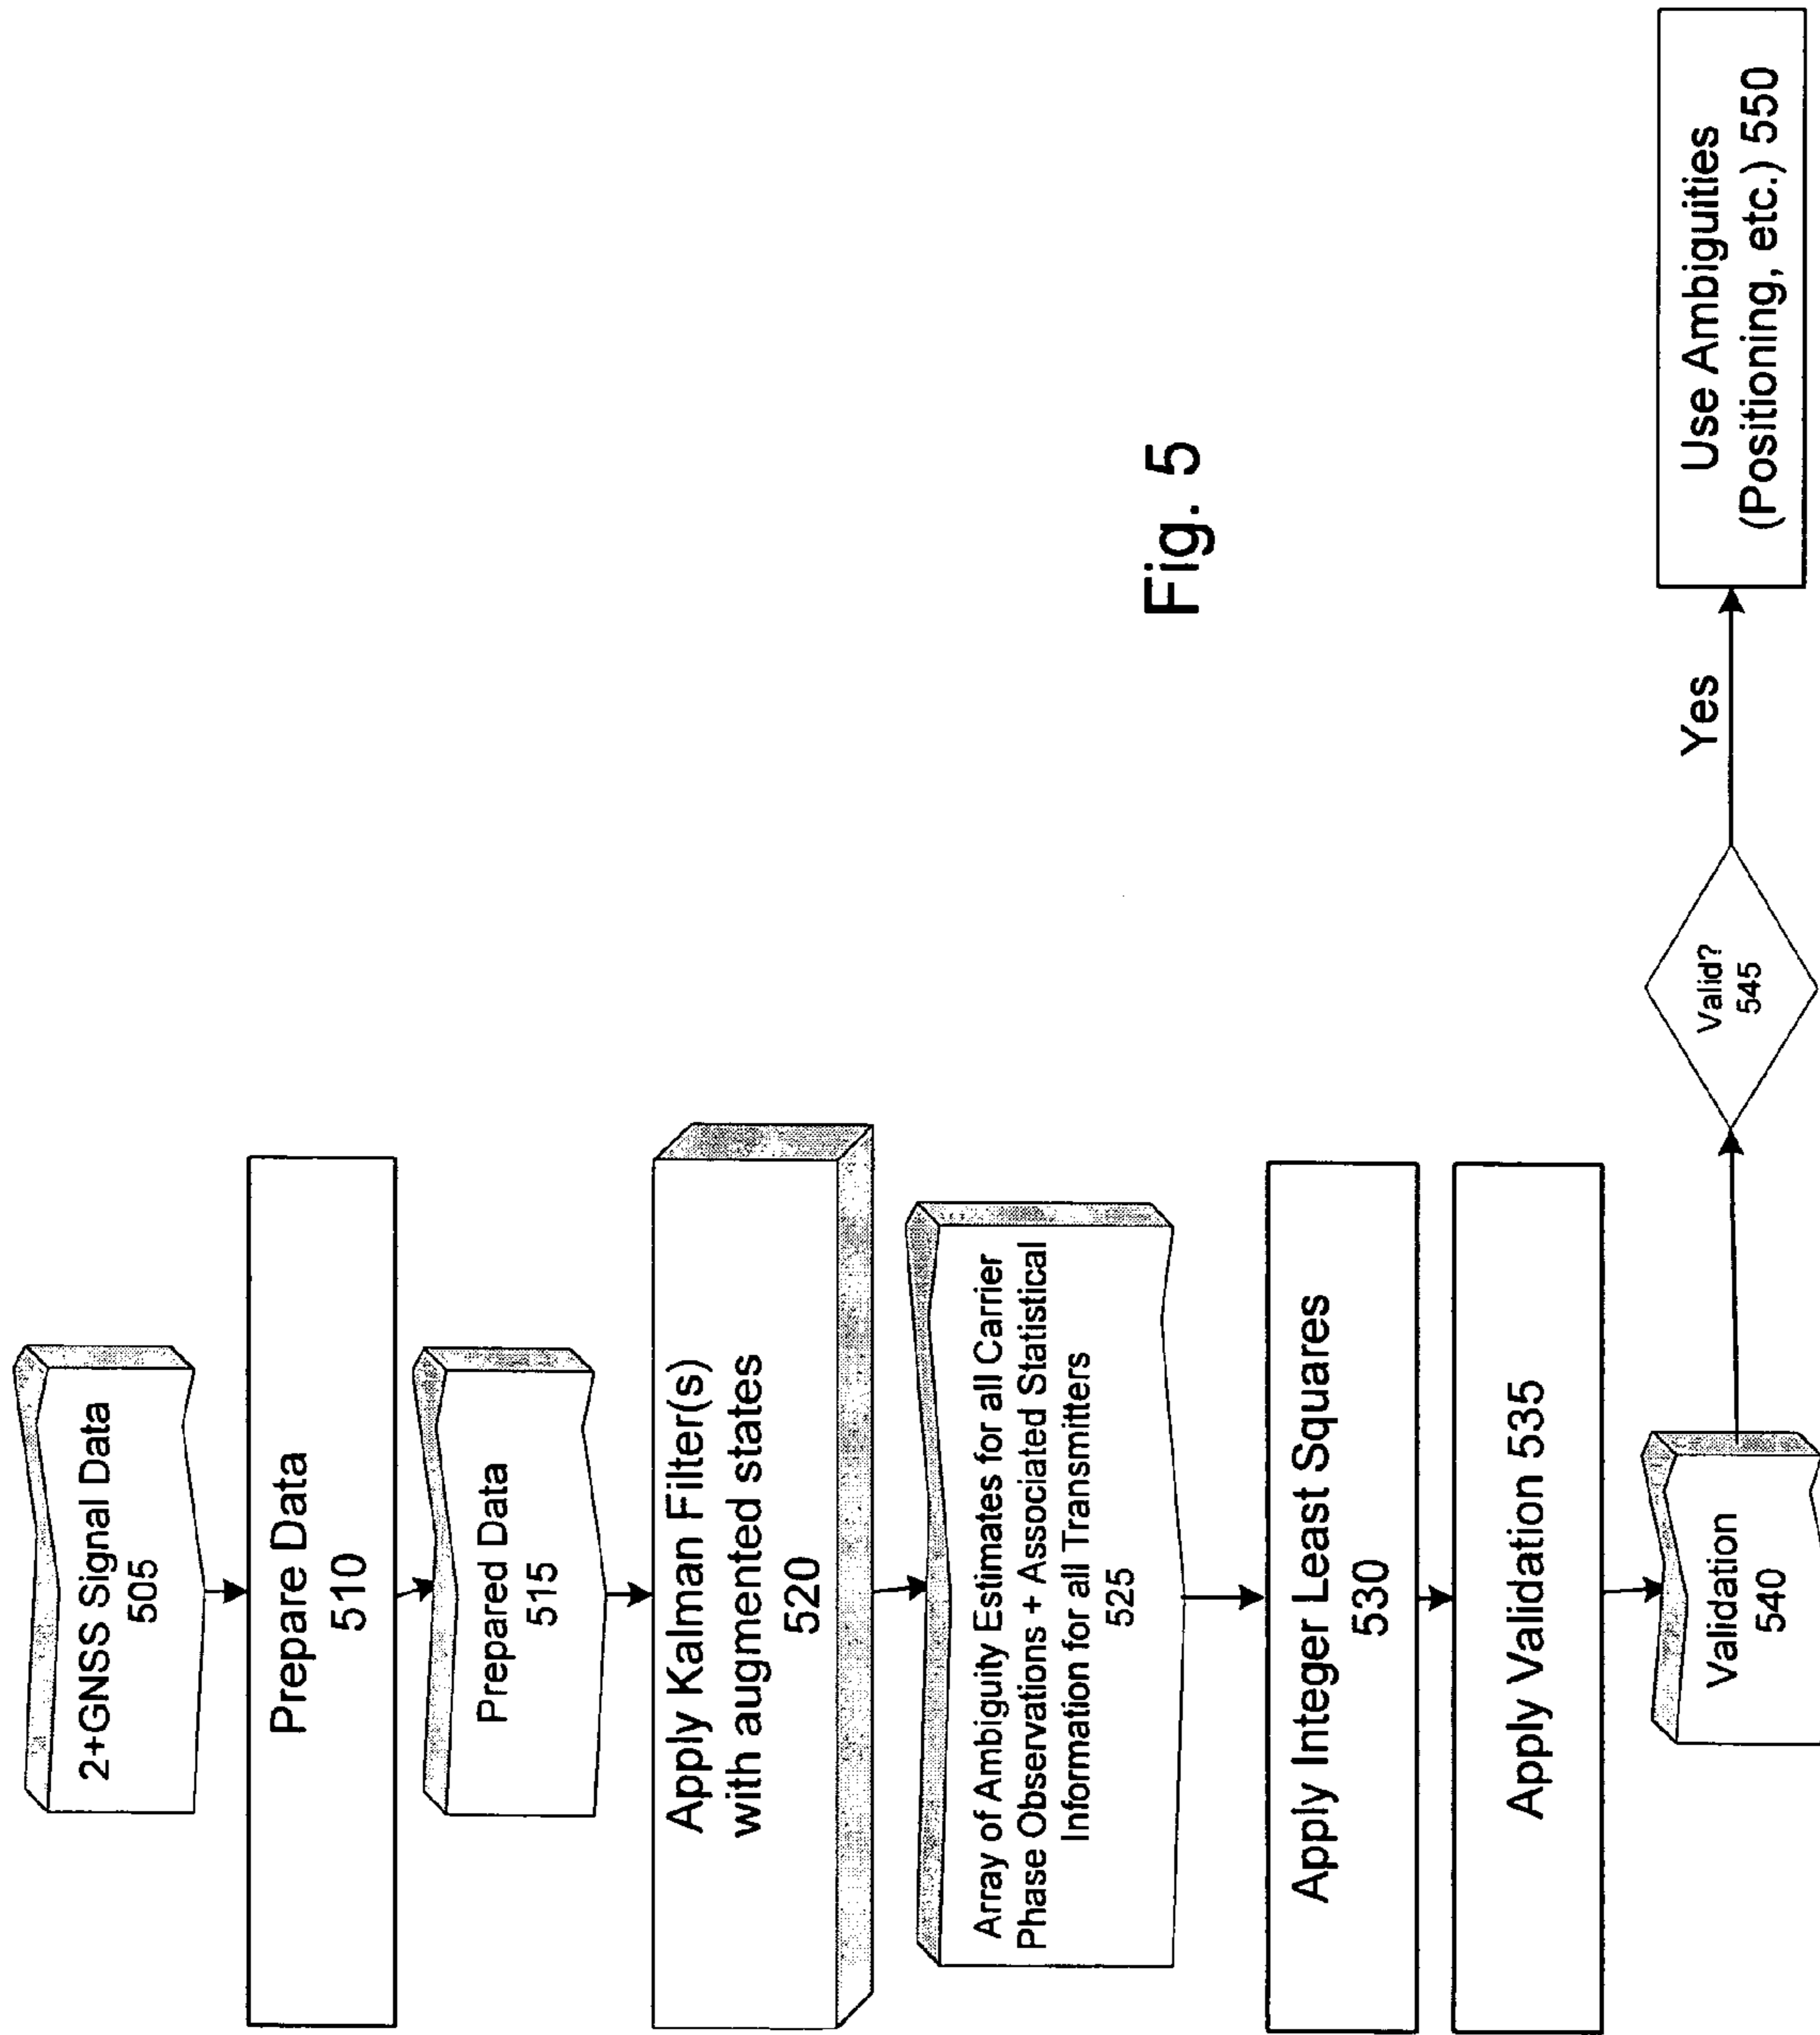 2+GNSS Signal Data
505
Prepare Data
510
Prepared Data
515
Apply Kalman Filter(s)
with augmented states
520
Array of Ambiguity Estimates for all Carrier
Phase Observations + Associated Statistical
Information for all Transmitters
525
Apply Integer Least Squares
530
Apply Validation 535
Validation
540
Valid?
545
Yes
Use Ambiguities
(Positioning, etc.) 550
Fig. 5